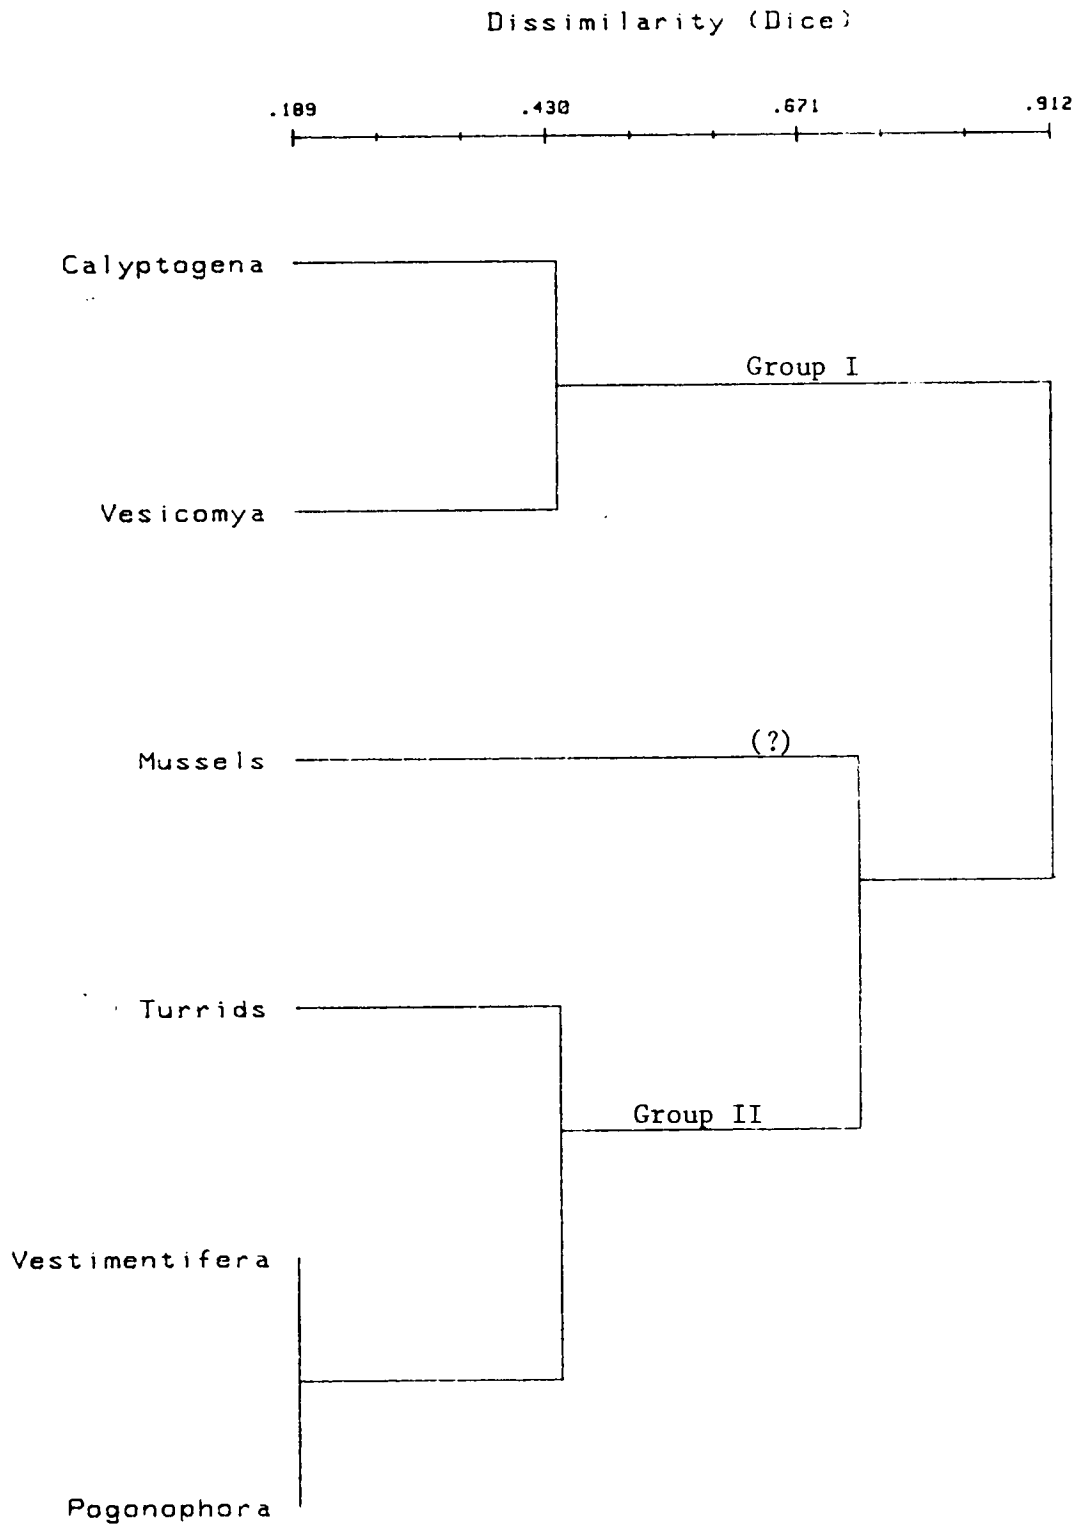 Dissimilarity (Dice)
.189 .430 .671 .912
Calyptogena
Group I
Vesicomya
(?)
Mussels
Turrids
Group II
Vestimentifera
Pogonophora